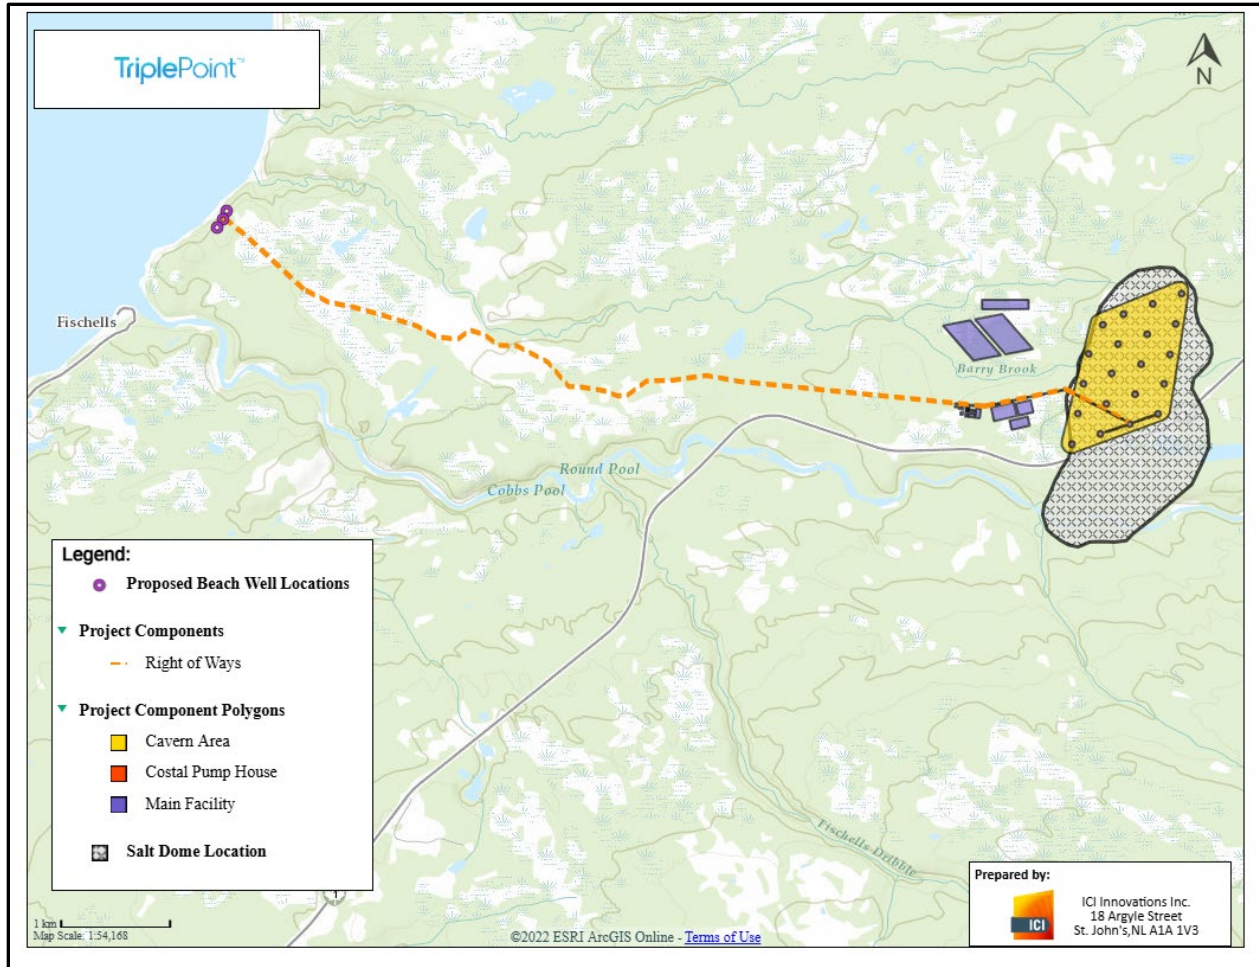 TriplePoint™
N
Fischells
Barry Brook
Round Pool
Cobbs Pool
Legend:
Proposed Beach Well Locations
Project Components
Right of Ways
Project Component Polygons
Cavern Area
Costal Pump House
Main Facility
Salt Dome Location
Fischells Dribble
1
1 km
Map Scale: 1:54,168
©2022 ESRI ArcGIS Online - Terms of Use
Prepared by:
ICI
ICI Innovations Inc.
18 Argyle Street
St. John's,NL A1A 1V3